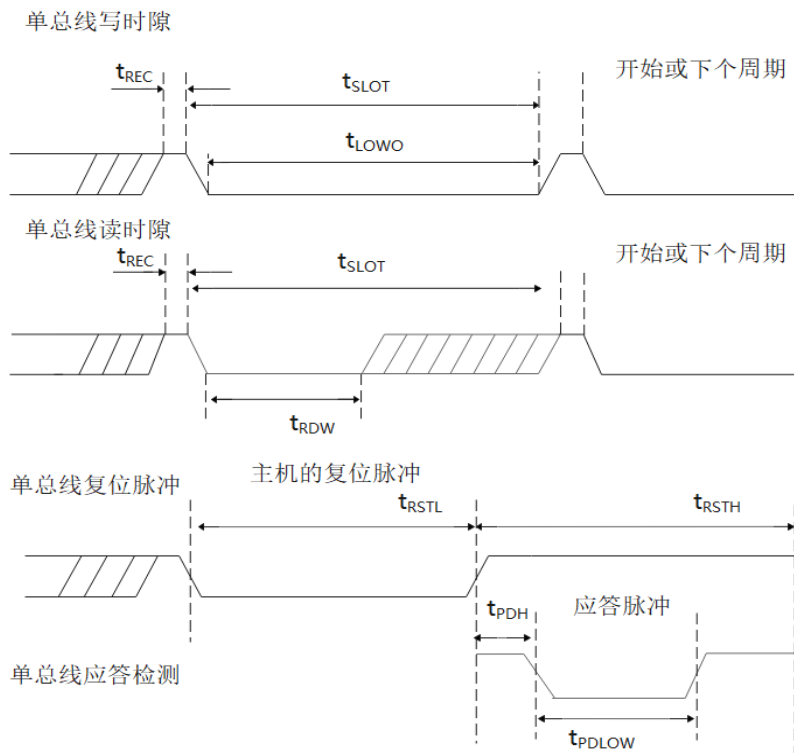 单总线写时隙
tREC
tSLOT
开始或下个周期
tLOWO
单总线读时隙
tREC
tSLOT
开始或下个周期
tRDW
主机的复位脉冲
单总线复位脉冲
tRSTL
tRSTH
tPDH
应答脉冲
单总线应答检测
tPDLOW